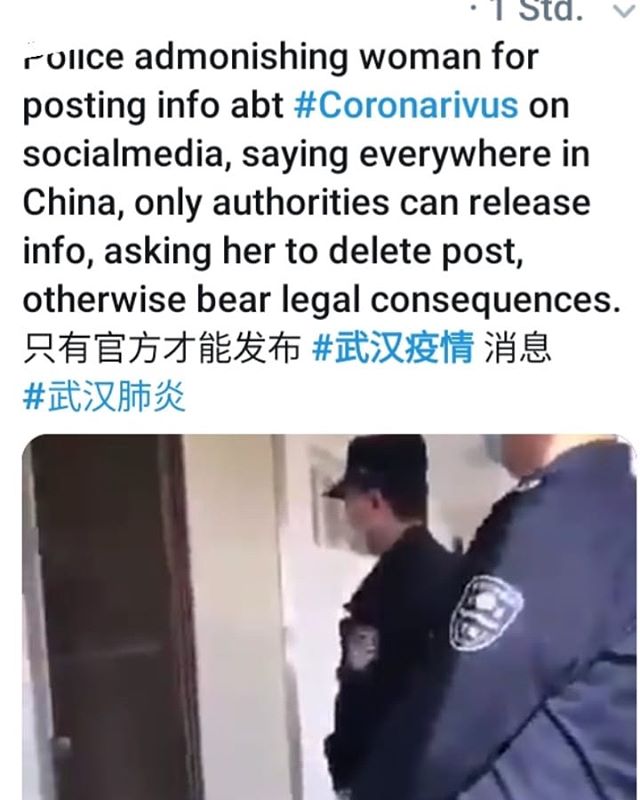 · 1 Std.
Police admonishing woman for
posting info abt #Coronarivus on
socialmedia, saying everywhere in
China, only authorities can release
info, asking her to delete post,
otherwise bear legal consequences.
只有官方才能发布 #武汉疫情 消息
#武汉肺炎